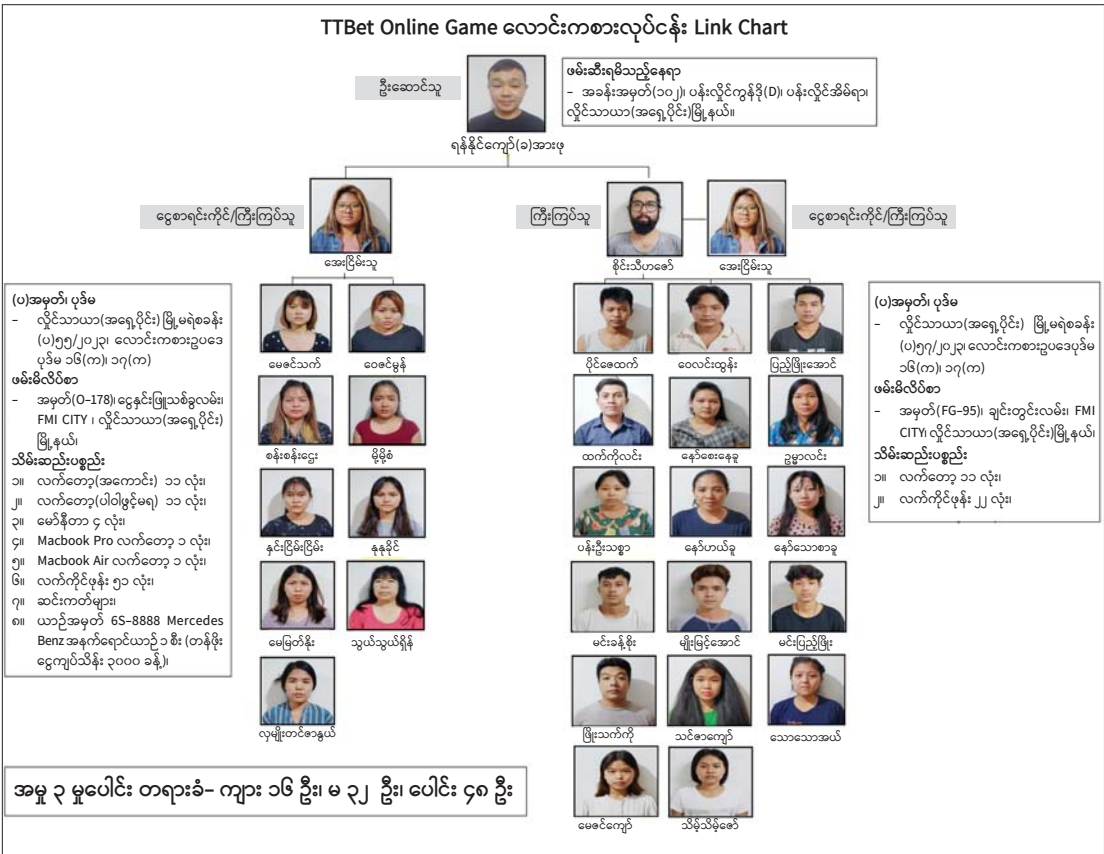 TTBet Online Game လောင်းကစားလုပ်ငန်း Link Chart
ဦးဆောင်သူ
ရန်နိုင်ကျော်(ခ)အားဖု
ဖမ်းဆီးရမိသည့်နေရာ
– အခန်းအမှတ်(၁၀၂)၊ ပန်းလှိုင်ကွန်ဒို(D)၊ ပန်းလှိုင်အိမ်ရာ၊
လှိုင်သာယာ(အရှေ့ပိုင်း)မြို့နယ်။
ငွေစာရင်းကိုင်/ကြီးကြပ်သူ
အေးငြိမ်းသူ
ကြီးကြပ်သူ
စိုင်းသီဟဇော်
အေးငြိမ်းသူ
ငွေစာရင်းကိုင်/ကြီးကြပ်သူ
(ပ)အမှတ်၊ ပုဒ်မ
– လှိုင်သာယာ(အရှေ့ပိုင်း) မြို့မရဲစခန်း
(ပ)၅၅/၂၀၂၃၊ လောင်းကစားဥပဒေ
ပုဒ်မ ၁၆(က)၊ ၁၇(က)
ဖမ်းမိလိပ်စာ
– အမှတ်(O–178)၊ ငွေနှင်းဖြူသစ်ခွလမ်း၊
FMI CITY ၊ လှိုင်သာယာ(အရှေ့ပိုင်း)
မြို့နယ်၊
သိမ်းဆည်းပစ္စည်း
၁။ လက်တော့(အကောင်း) ၁၁ လုံး၊
၂။ လက်တော့(ပါဝါဖွင့်မရ) ၁၁ လုံး၊
၃။ မော်နီတာ ၄ လုံး၊
၄။ Macbook Pro လက်တော့ ၁ လုံး၊
၅။ Macbook Air လက်တော့ ၁ လုံး၊
၆။ လက်ကိုင်ဖုန်း ၅၁ လုံး၊
၇။ ဆင်းကတ်များ၊
၈။ ယာဉ်အမှတ် 6S–8888 Mercedes
Benz အနက်ရောင်ယာဉ် ၁ စီး (တန်ဖိုး
ငွေကျပ်သိန်း ၃၀၀၀ ခန့်)၊
မေဇင်သက် ဝေဇင်မွန်
စန်းစန်းဌေး မို့မို့စံ
နှင်းငြိမ်းငြိမ်း နုနုခိုင်
မေမြတ်နိုး သွယ်သွယ်ရှိန်
လှမျိုးတင်ဇာနွယ်
ပိုင်ဇေထက် ဝေလင်းထွန်း ပြည့်ဖြိုးအောင်
ထက်ကိုလင်း နော်စေးနေခူ ဥမ္မာလင်း
ပန်းဦးသစ္စာ နော်ဟယ်ခူ နော်သောစာခူ
မင်းခန့်စိုး မျိုးမြင့်အောင် မင်းပြည့်ဖြိုး
ဖြိုးသက်ကို သင်ဇာကျော် သောသောအယ်
မေဇင်ကျော် သိမ့်သိမ့်ဇော်
(ပ)အမှတ်၊ ပုဒ်မ
– လှိုင်သာယာ(အရှေ့ပိုင်း) မြို့မရဲစခန်း
(ပ)၅၇/၂၀၂၃၊ လောင်းကစားဥပဒေပုဒ်မ
၁၆(က)၊ ၁၇(က)
ဖမ်းမိလိပ်စာ
– အမှတ်(FG–95)၊ ချင်းတွင်းလမ်း၊ FMI
CITY၊ လှိုင်သာယာ(အရှေ့ပိုင်း)မြို့နယ်၊
သိမ်းဆည်းပစ္စည်း
၁။ လက်တော့ ၁၁ လုံး၊
၂။ လက်ကိုင်ဖုန်း ၂၂ လုံး၊
အမှု ၃ မှုပေါင်း တရားခံ– ကျား ၁၆ ဦး၊ မ ၃၂ ဦး၊ ပေါင်း ၄၈ ဦး